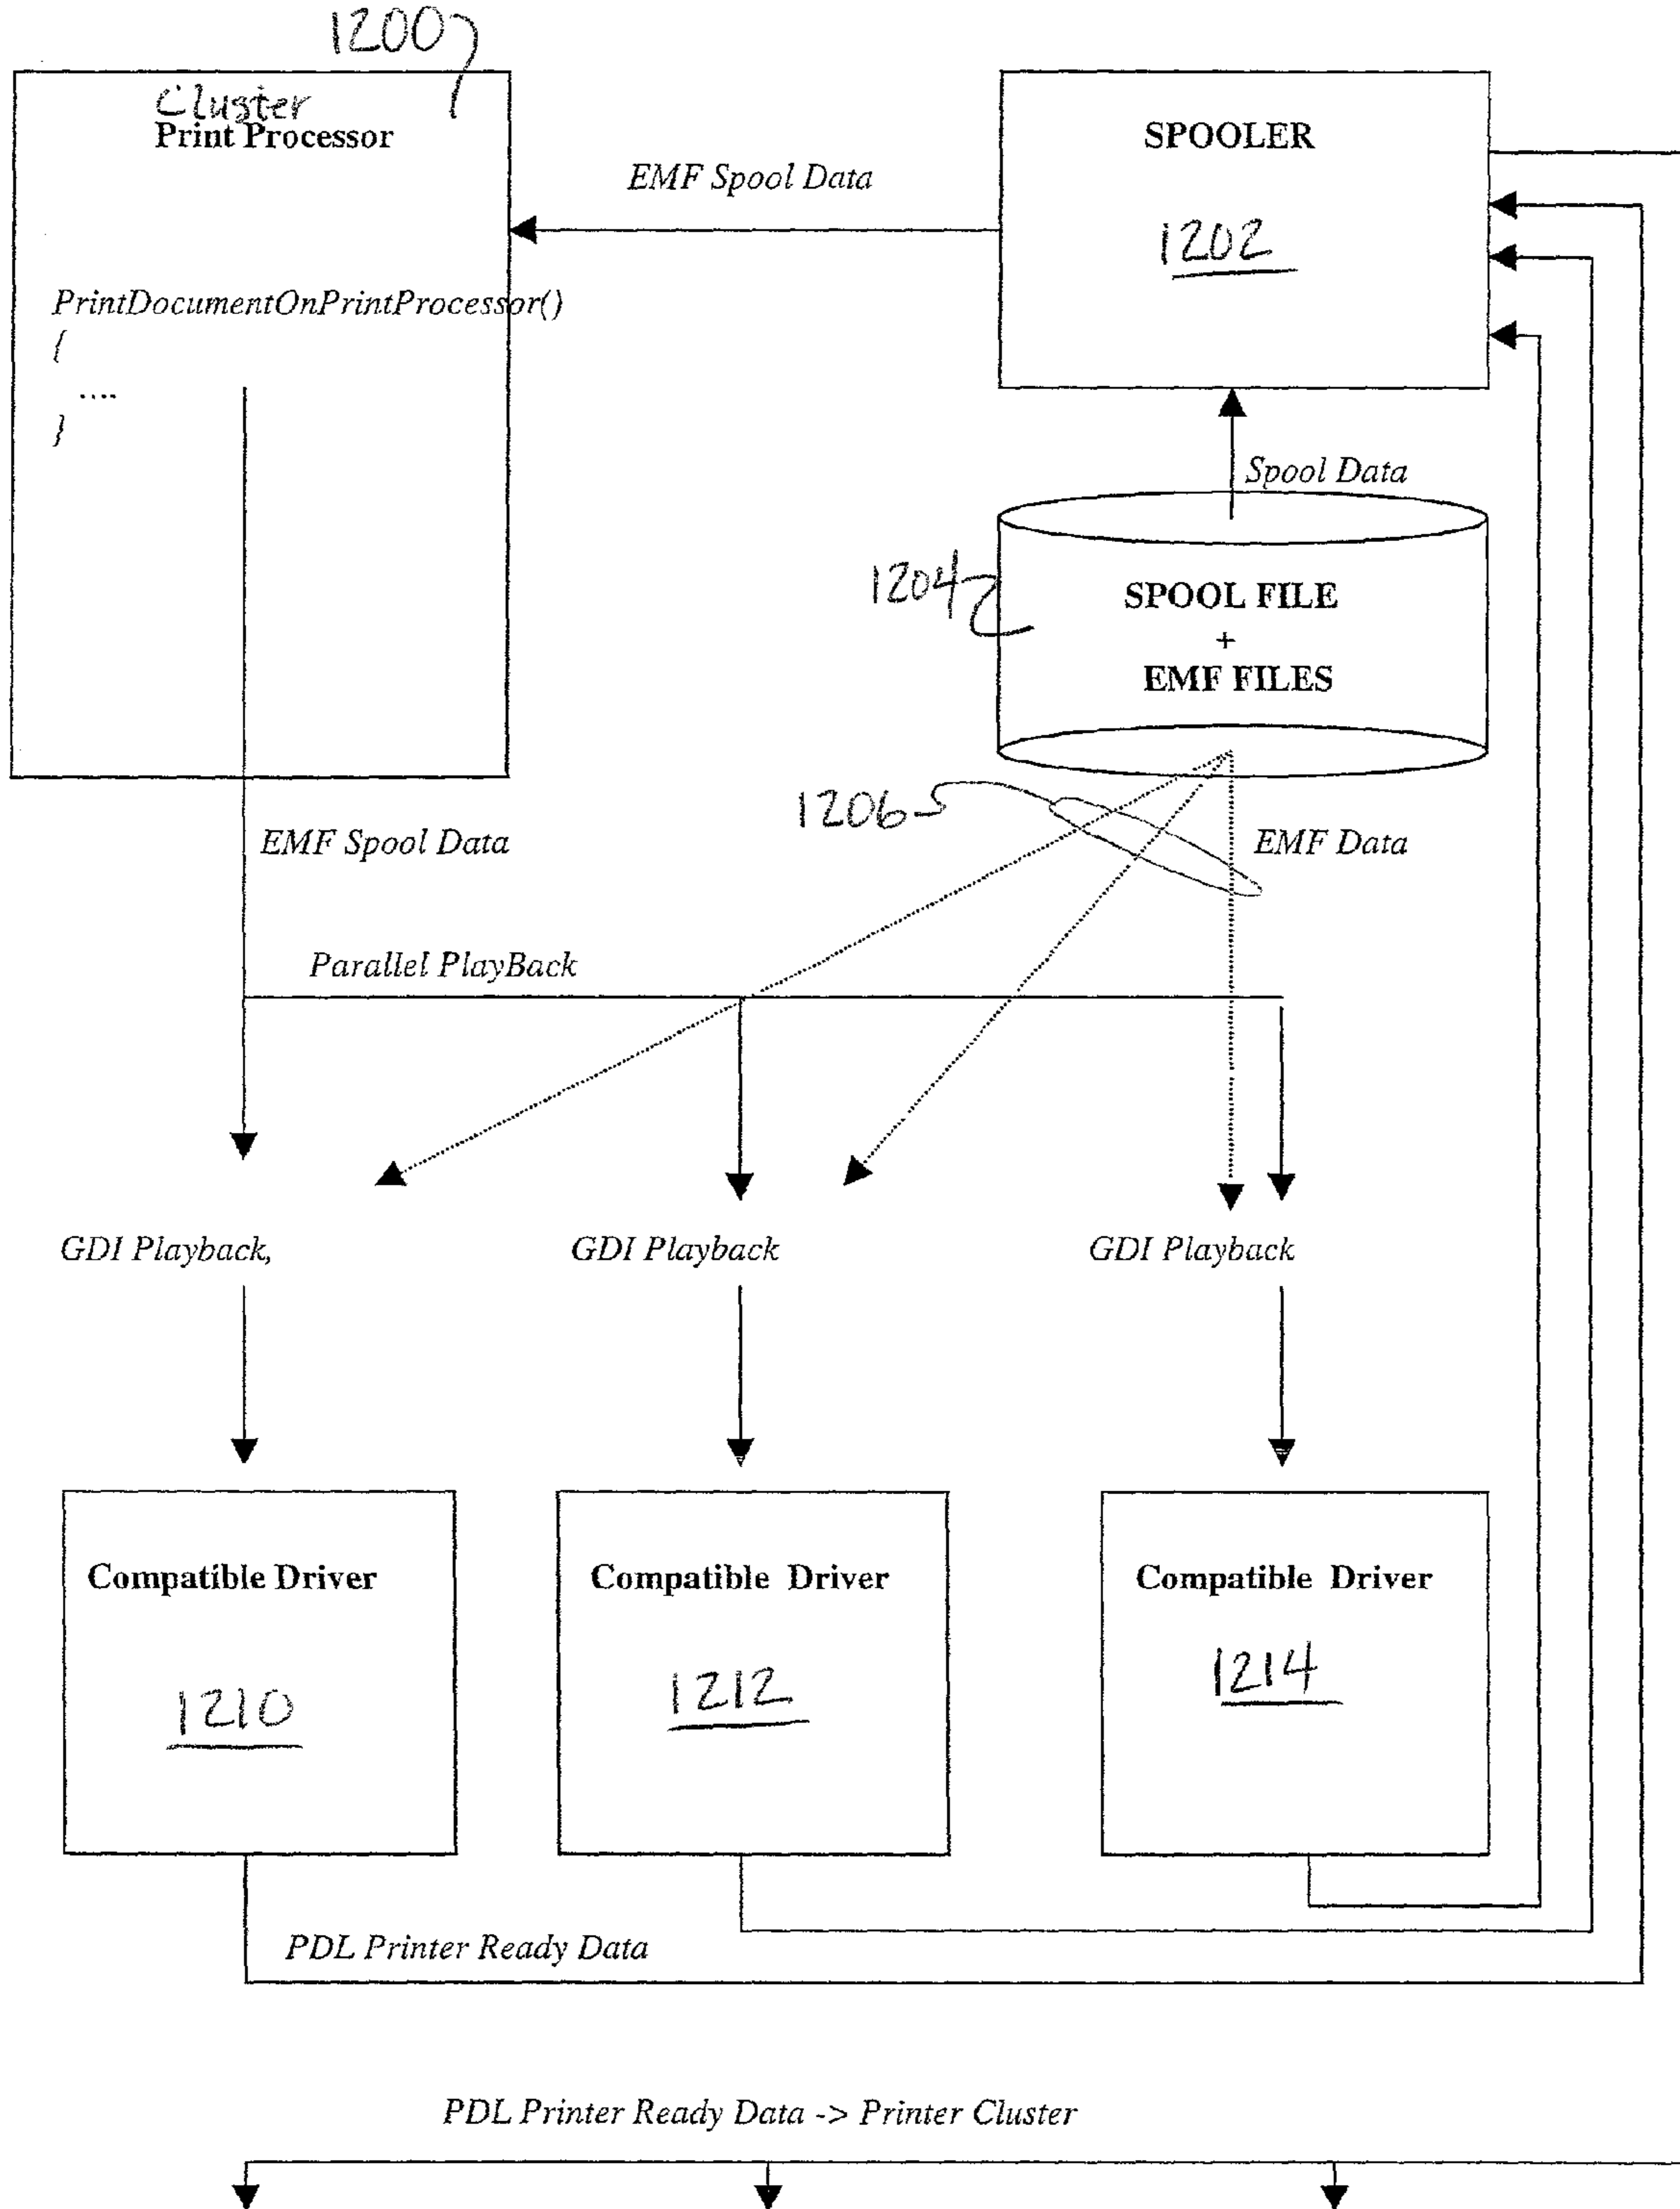 1200
Cluster
Print Processor
SPOOLER
EMF Spool Data
1202
PrintDocumentOnPrintProcessor()
{
....
}
Spool Data
1204
SPOOL FILE
+
EMF FILES
1206
EMF Spool Data
EMF Data
Parallel PlayBack
GDI Playback,
GDI Playback
GDI Playback
Compatible Driver
Compatible Driver
Compatible Driver
1210
1212
1214
PDL Printer Ready Data
PDL Printer Ready Data -> Printer Cluster